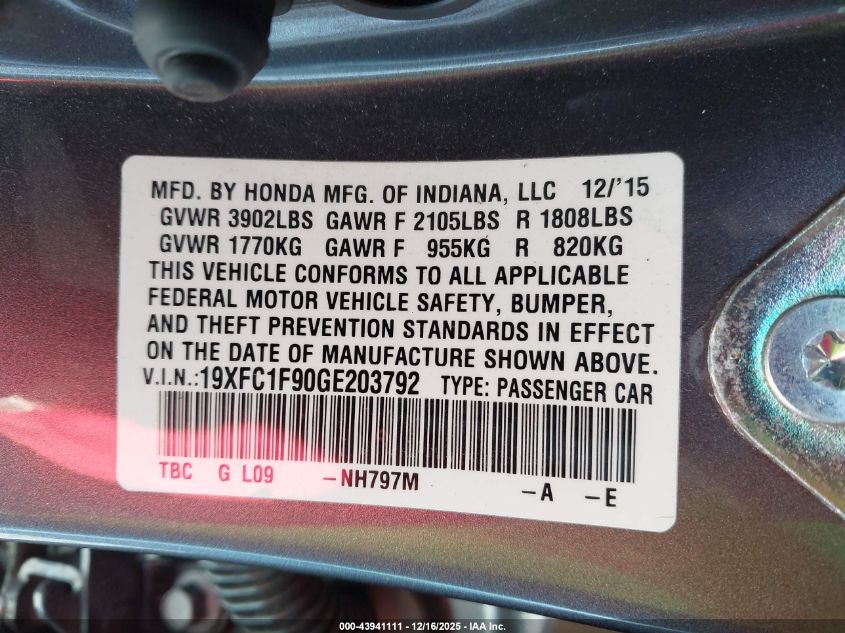 MFD. BY HONDA MFG. OF INDIANA, LLC 12/'15
GVWR 3902LBS GAWR F 2105LBS R 1808LBS
GVWR 1770KG GAWR F 955KG R 820KG
THIS VEHICLE CONFORMS TO ALL APPLICABLE
FEDERAL MOTOR VEHICLE SAFETY, BUMPER,
AND THEFT PREVENTION STANDARDS IN EFFECT
ON THE DATE OF MANUFACTURE SHOWN ABOVE.
V.I.N.:19XFC1F90GE203792 TYPE: PASSENGER CAR
TBC G L09 -NH797M -A -E
000-43941111 - 12/16/2025 - IAA Inc.